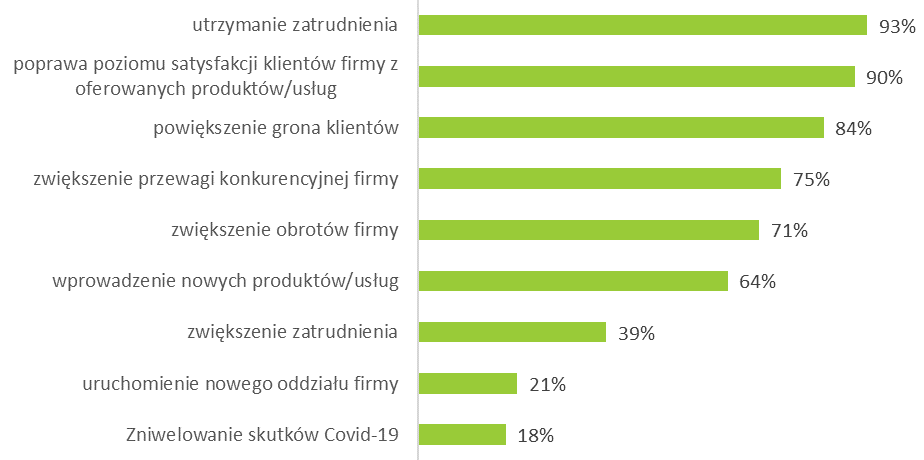 utrzymanie zatrudnienia 93%
poprawa poziomu satysfakcji klientów firmy z
oferowanych produktów/usług 90%
powiększenie grona klientów 84%
zwiększenie przewagi konkurencyjnej firmy 75%
zwiększenie obrotów firmy 71%
wprowadzenie nowych produktów/usług 64%
zwiększenie zatrudnienia 39%
uruchomienie nowego oddziału firmy 21%
Zniwelowanie skutków Covid-19 18%